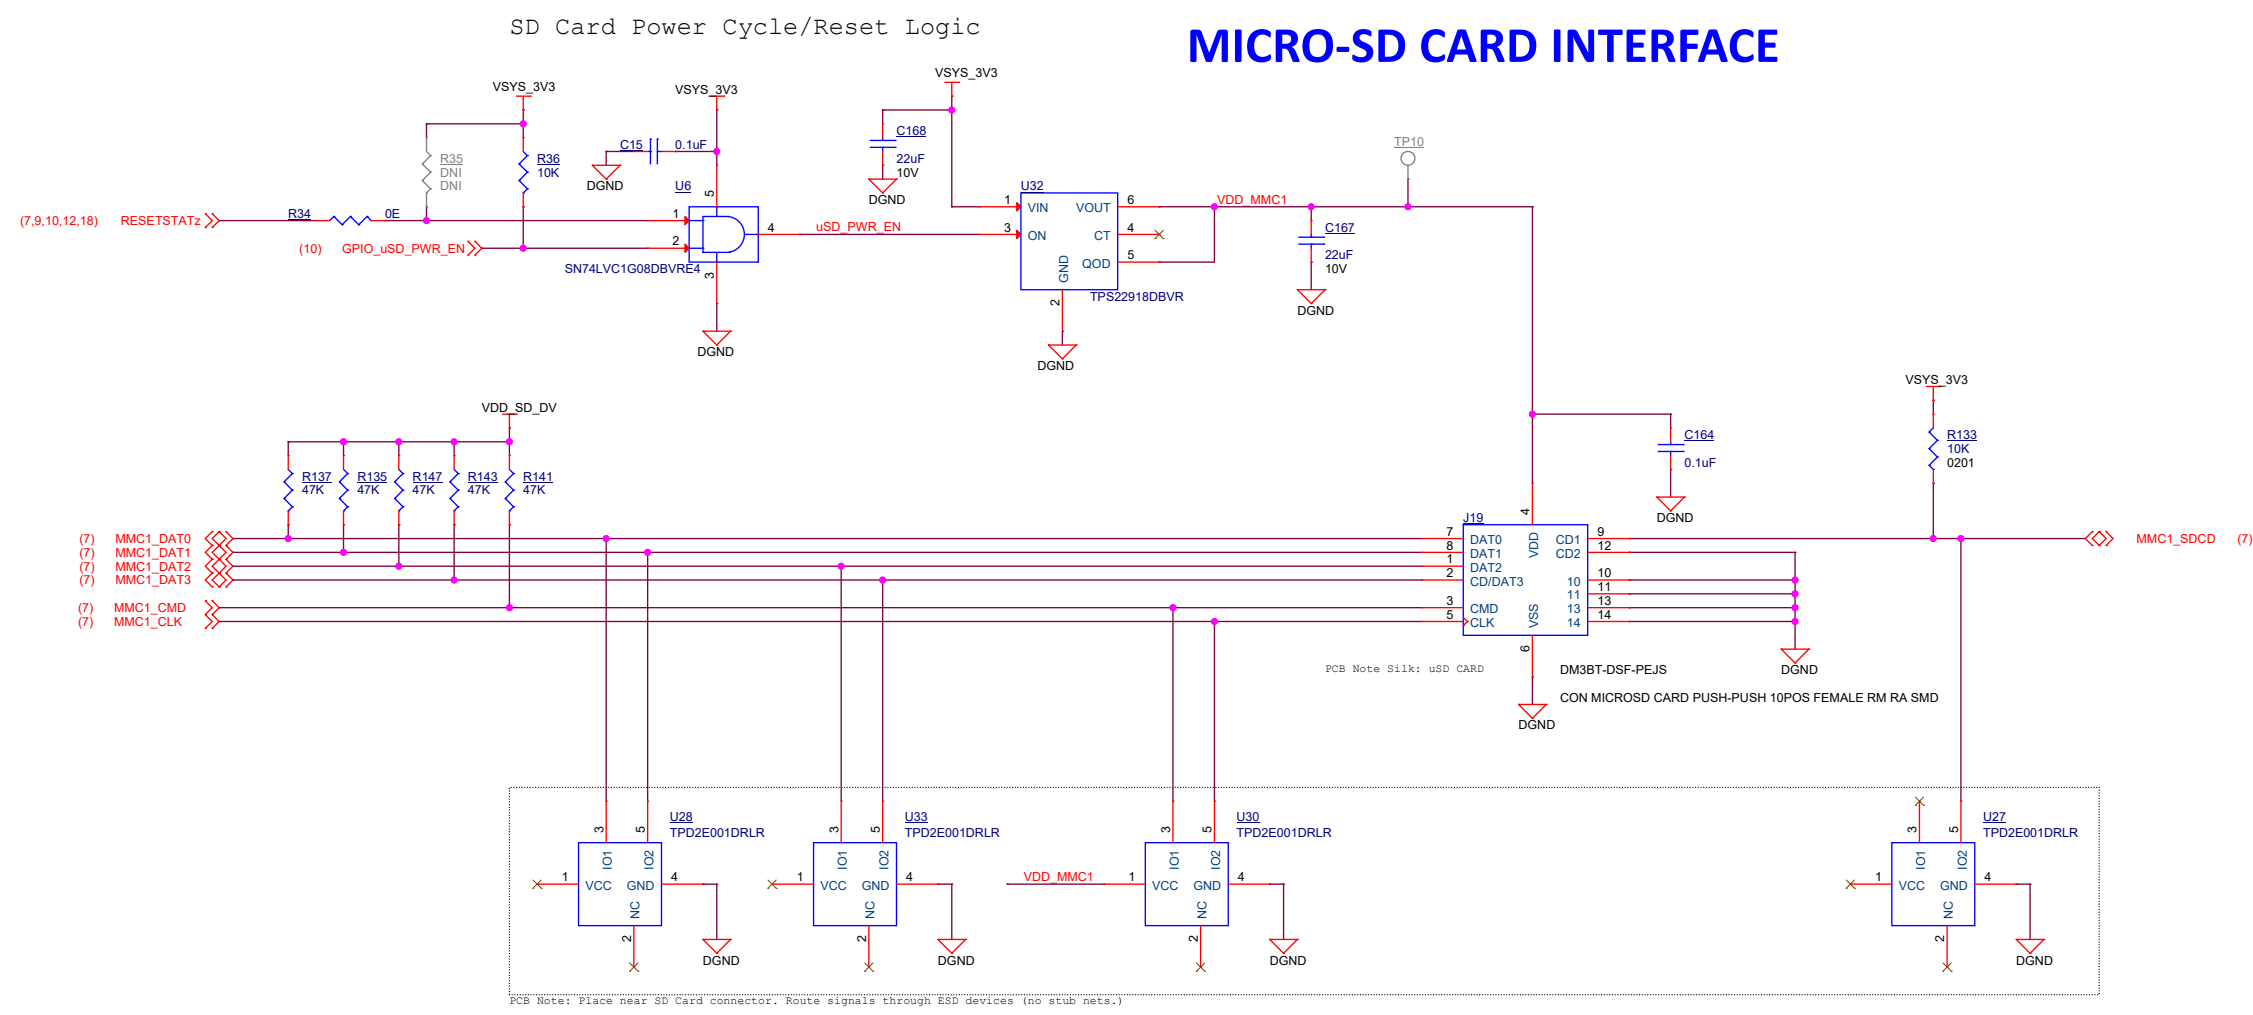 SD Card Power Cycle/Reset Logic
MICRO-SD CARD INTERFACE
VSYS_3V3
VSYS_3V3
VSYS_3V3
R35
DNI
DNI
R36
10K
C15
0.1uF
DGND
C168
22uF
10V
DGND
TP10
(7,9,10,12,18)
RESETSTATz
R34
0E
(10)
GPIO_uSD_PWR_EN
U6
5
1
2
4
3
SN74LVC1G08DBVRE4
DGND
uSD_PWR_EN
U32
1
VIN
3
ON
VOUT
6
CT
4
QOD
5
GND
2
TPS22918DBVR
DGND
VDD_MMC1
C167
22uF
10V
DGND
VDD_SD_DV
R137
47K
R135
47K
R147
47K
R143
47K
R141
47K
(7)
MMC1_DAT0
(7)
MMC1_DAT1
(7)
MMC1_DAT2
(7)
MMC1_DAT3
(7)
MMC1_CMD
(7)
MMC1_CLK
C164
0.1uF
DGND
VSYS_3V3
R133
10K
0201
J19
4
VDD
7
DAT0
8
DAT1
1
DAT2
2
CD/DAT3
3
CMD
5
CLK
VSS
6
CD1
9
CD2
12
10
10
11
11
13
13
14
14
DGND
DGND
MMC1_SDCD
(7)
PCB Note Silk: uSD CARD
DM3BT-DSF-PEJS
CON MICROSD CARD PUSH-PUSH 10POS FEMALE RM RA SMD
U28
TPD2E001DRLR
3
IO1
5
IO2
1
VCC
GND
4
NC
2
DGND
U33
TPD2E001DRLR
3
IO1
5
IO2
1
VCC
GND
4
NC
2
DGND
VDD_MMC1
U30
TPD2E001DRLR
3
IO1
5
IO2
1
VCC
GND
4
NC
2
DGND
U27
TPD2E001DRLR
3
IO1
5
IO2
1
VCC
GND
4
NC
2
DGND
PCB Note: Place near SD Card connector. Route signals through ESD devices (no stub nets.)